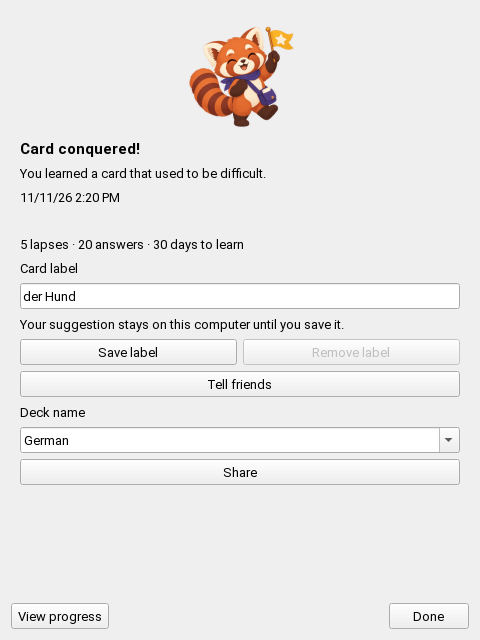 Card conquered!
You learned a card that used to be difficult.
11/11/26 2:20 PM
5 lapses · 20 answers · 30 days to learn
Card label
der Hund
Your suggestion stays on this computer until you save it.
Save label
Remove label
Tell friends
Deck name
German
Share
View progress
Done